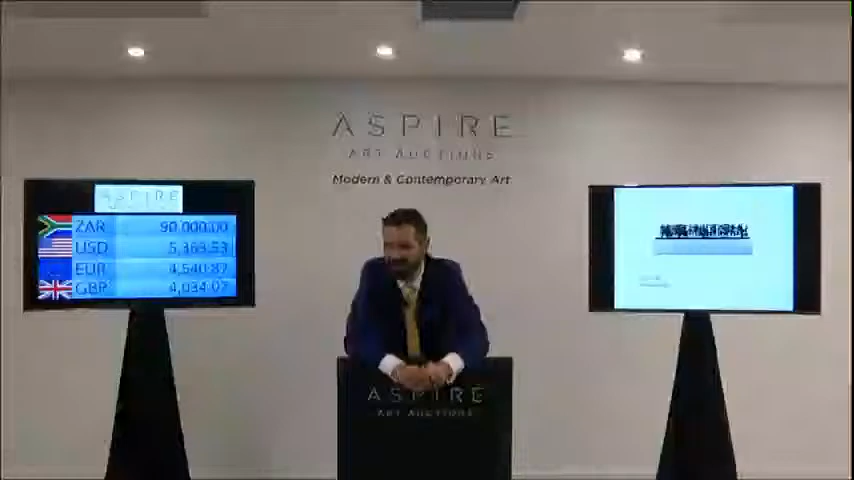 ASPIRE
ART AUCTIONS
Modern & Contemporary Art
ASPIRE
ZAR 90,000.00
USD 5,369.53
EUR 4,540.87
GBP 4,034.07
ASPIRE
ART AUCTIONS